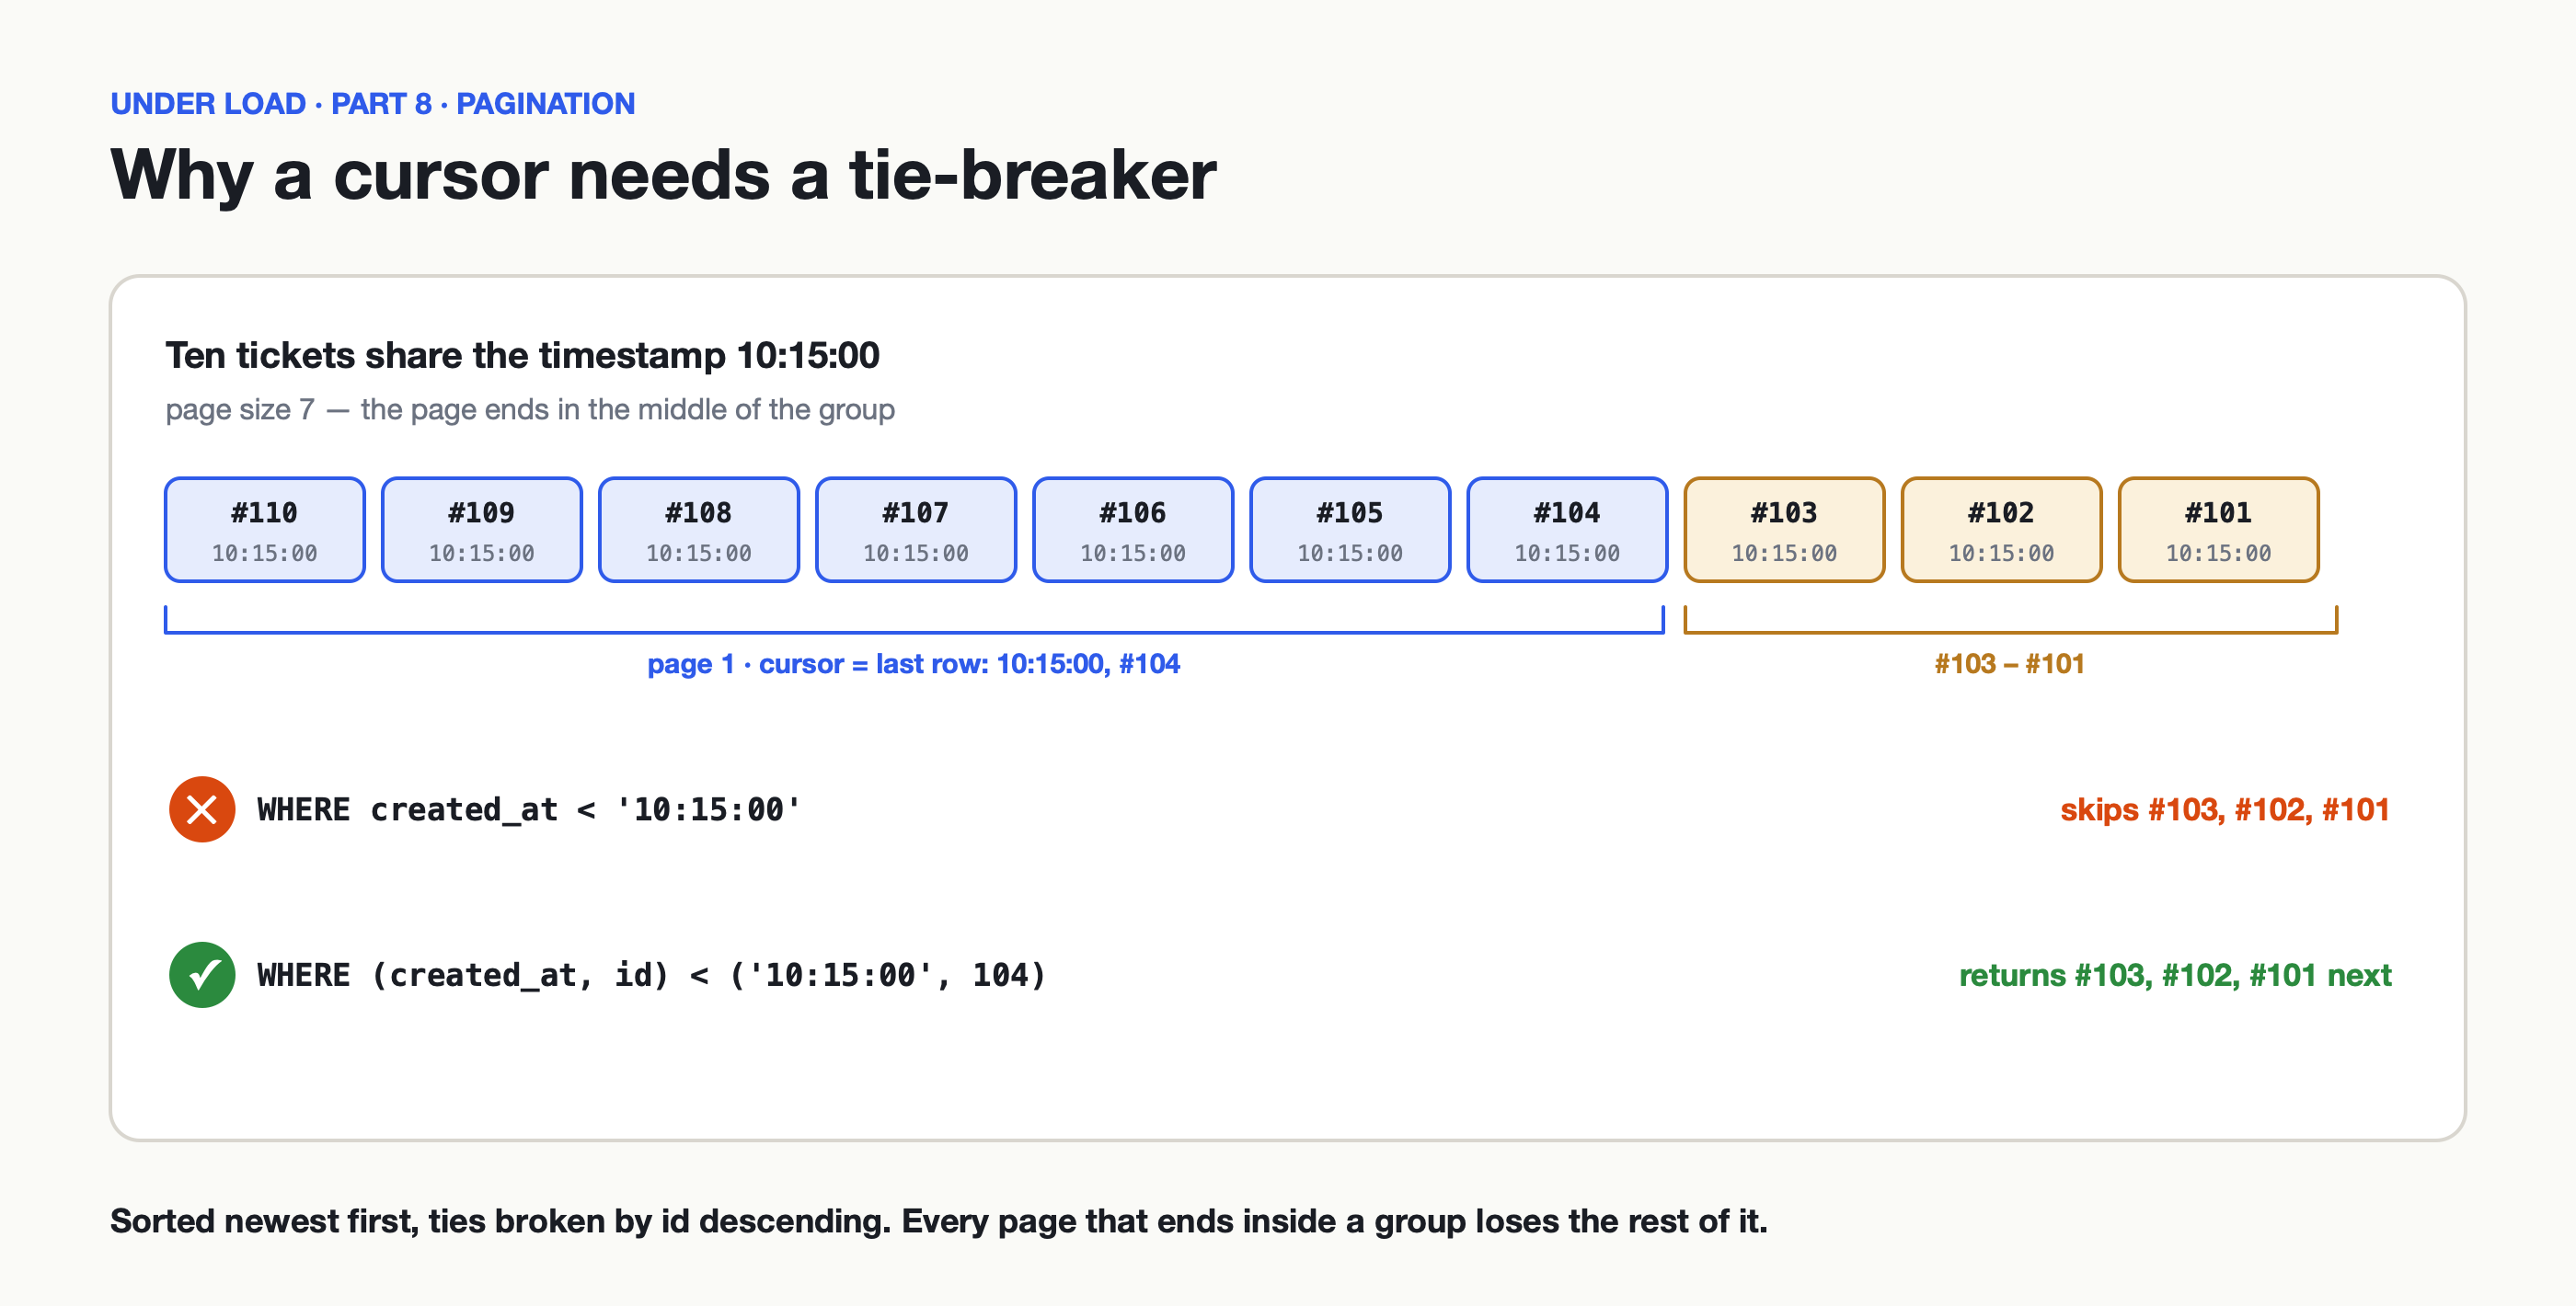 UNDER LOAD · PART 8 · PAGINATION
Why a cursor needs a tie-breaker
Ten tickets share the timestamp 10:15:00
page size 7 — the page ends in the middle of the group
#110 #109 #108 #107 #106 #105 #104 #103 #102 #101
10:15:00 10:15:00 10:15:00 10:15:00 10:15:00 10:15:00 10:15:00 10:15:00 10:15:00 10:15:00
page 1 · cursor = last row: 10:15:00, #104 #103 – #101
WHERE created_at < '10:15:00' skips #103, #102, #101
WHERE (created_at, id) < ('10:15:00', 104) returns #103, #102, #101 next
Sorted newest first, ties broken by id descending. Every page that ends inside a group loses the rest of it.